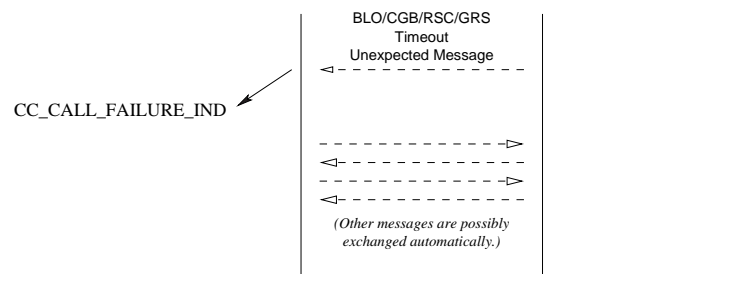 BLO/CGB/RSC/GRS
Timeout
Unexpected Message
CC_CALL_FAILURE_IND
(Other messages are possibly
exchanged automatically.)